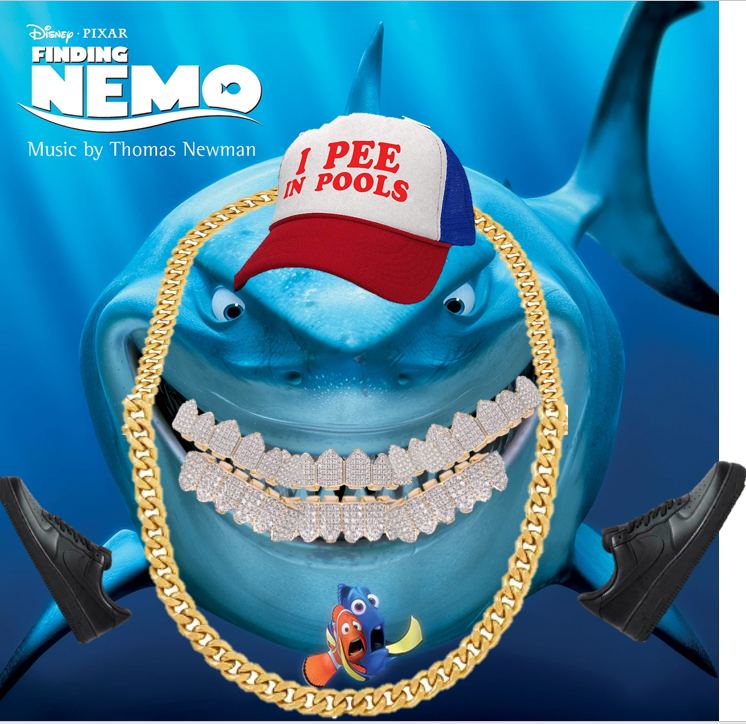 Disney · PIXAR
FINDING
NEMO
Music by Thomas Newman
I PEE
IN POOLS